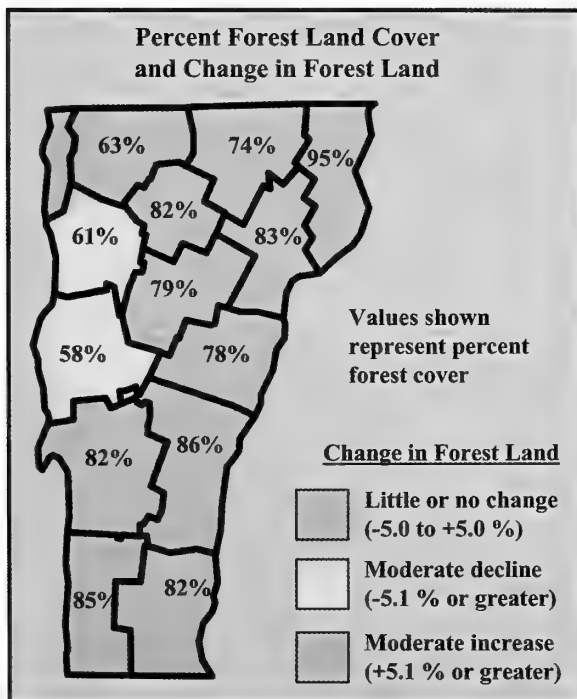 Percent Forest Land Cover
and Change in Forest Land
63%
74%
95%
82%
61%
83%
79%
58%
78%
82%
86%
85%
82%
Values shown
represent percent
forest cover
Change in Forest Land
Little or no change
(-5.0 to +5.0 %)
Moderate decline
(-5.1 % or greater)
Moderate increase
(+5.1 % or greater)